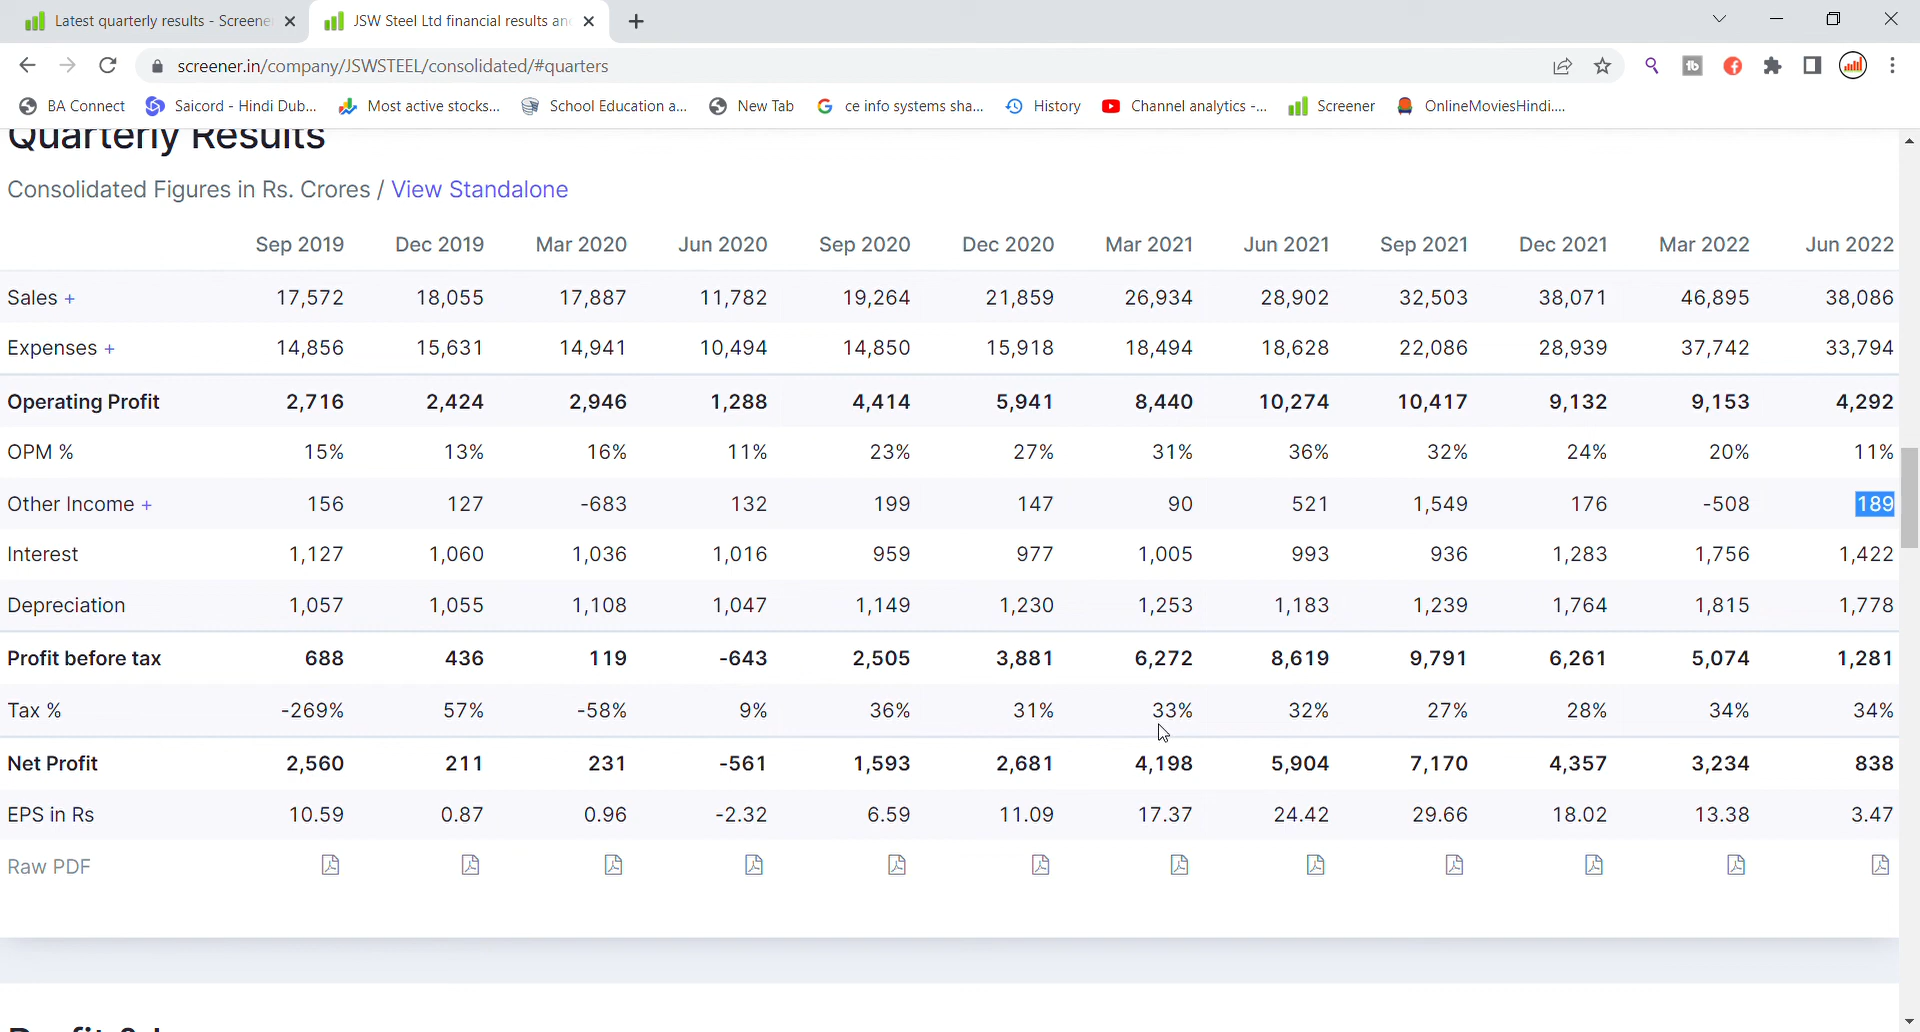 Latest quarterly results - Screene
JSW Steel Ltd financial results an
screener.in/company/JSWSTEEL/consolidated/#quarters
BA Connect Saicord - Hindi Dub... Most active stocks... School Education a... New Tab ce info systems sha... History Channel analytics -... Screener OnlineMoviesHindi....
Quarterly Results
Consolidated Figures in Rs. Crores / View Standalone
Sep 2019 Dec 2019 Mar 2020 Jun 2020 Sep 2020 Dec 2020 Mar 2021 Jun 2021 Sep 2021 Dec 2021 Mar 2022 Jun 2022
Sales + 17,572 18,055 17,887 11,782 19,264 21,859 26,934 28,902 32,503 38,071 46,895 38,086
Expenses + 14,856 15,631 14,941 10,494 14,850 15,918 18,494 18,628 22,086 28,939 37,742 33,794
Operating Profit 2,716 2,424 2,946 1,288 4,414 5,941 8,440 10,274 10,417 9,132 9,153 4,292
OPM % 15% 13% 16% 11% 23% 27% 31% 36% 32% 24% 20% 11%
Other Income + 156 127 -683 132 199 147 90 521 1,549 176 -508 189
Interest 1,127 1,060 1,036 1,016 959 977 1,005 993 936 1,283 1,756 1,422
Depreciation 1,057 1,055 1,108 1,047 1,149 1,230 1,253 1,183 1,239 1,764 1,815 1,778
Profit before tax 688 436 119 -643 2,505 3,881 6,272 8,619 9,791 6,261 5,074 1,281
Tax % -269% 57% -58% 9% 36% 31% 33% 32% 27% 28% 34% 34%
Net Profit 2,560 211 231 -561 1,593 2,681 4,198 5,904 7,170 4,357 3,234 838
EPS in Rs 10.59 0.87 0.96 -2.32 6.59 11.09 17.37 24.42 29.66 18.02 13.38 3.47
Raw PDF